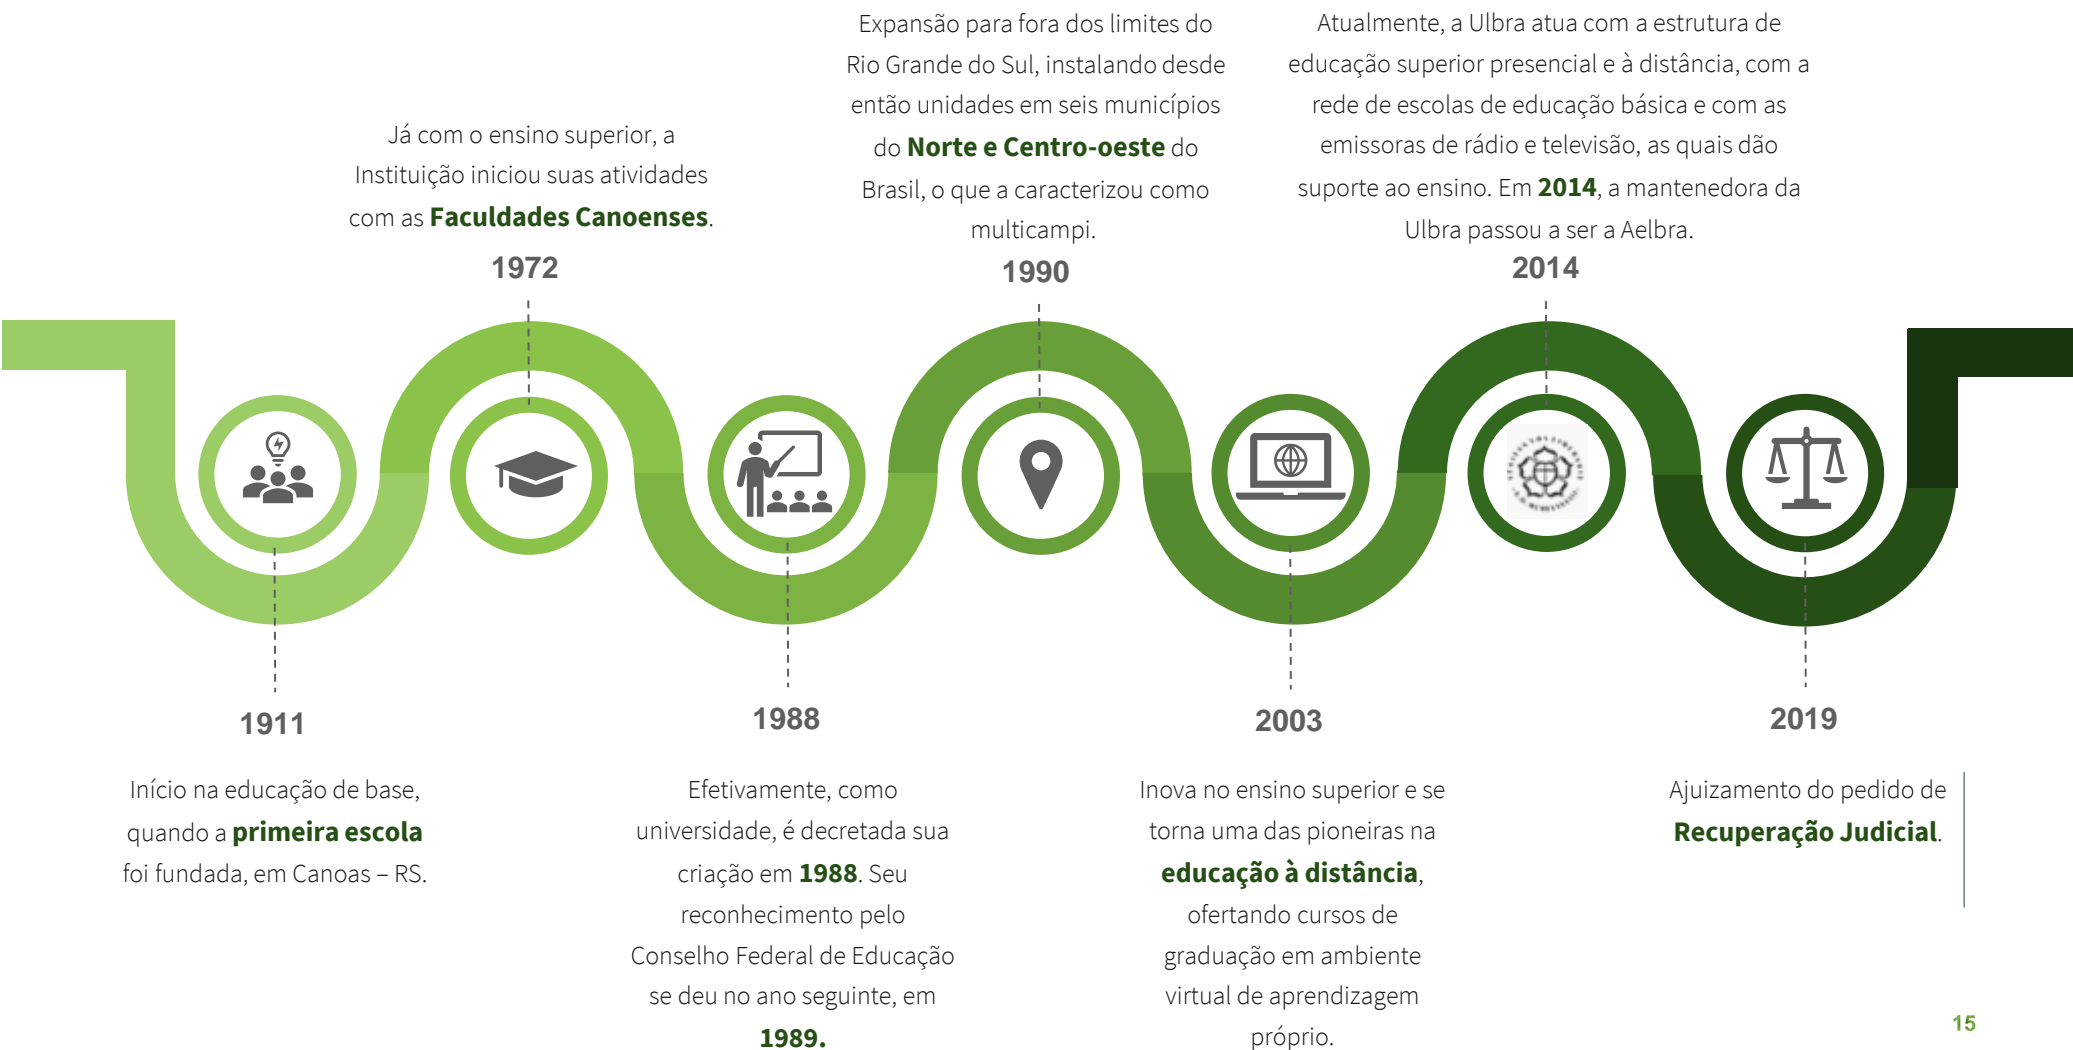 Já com o ensino superior, a
Instituição iniciou suas atividades
com as Faculdades Canoenses.
1972
Expansão para fora dos limites do
Rio Grande do Sul, instalando desde
então unidades em seis municípios
do Norte e Centro-oeste do
Brasil, o que a caracterizou como
multicampi.
1990
Atualmente, a Ulbra atua com a estrutura de
educação superior presencial e à distância, com a
rede de escolas de educação básica e com as
emissoras de rádio e televisão, as quais dão
suporte ao ensino. Em 2014, a mantenedora da
Ulbra passou a ser a Aelbra.
2014
1911
Início na educação de base,
quando a primeira escola
foi fundada, em Canoas – RS.
1988
Efetivamente, como
universidade, é decretada sua
criação em 1988. Seu
reconhecimento pelo
Conselho Federal de Educação
se deu no ano seguinte, em
1989.
2003
Inova no ensino superior e se
torna uma das pioneiras na
educação à distância,
ofertando cursos de
graduação em ambiente
virtual de aprendizagem
próprio.
2019
Ajuizamento do pedido de
Recuperação Judicial.
15